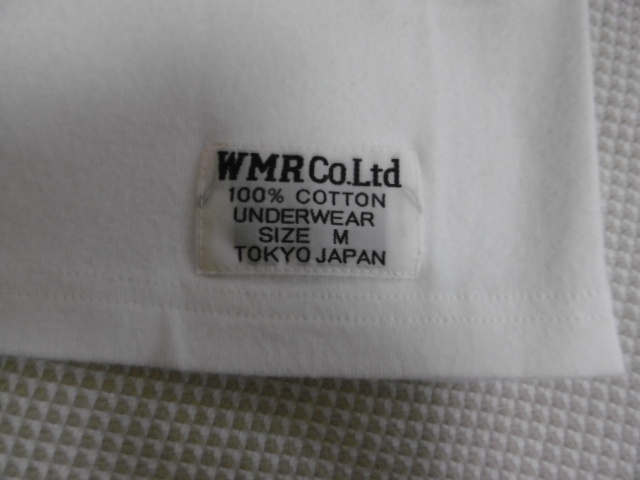 WMR Co.Ltd
100% COTTON
UNDERWEAR
SIZE M
TOKYO JAPAN